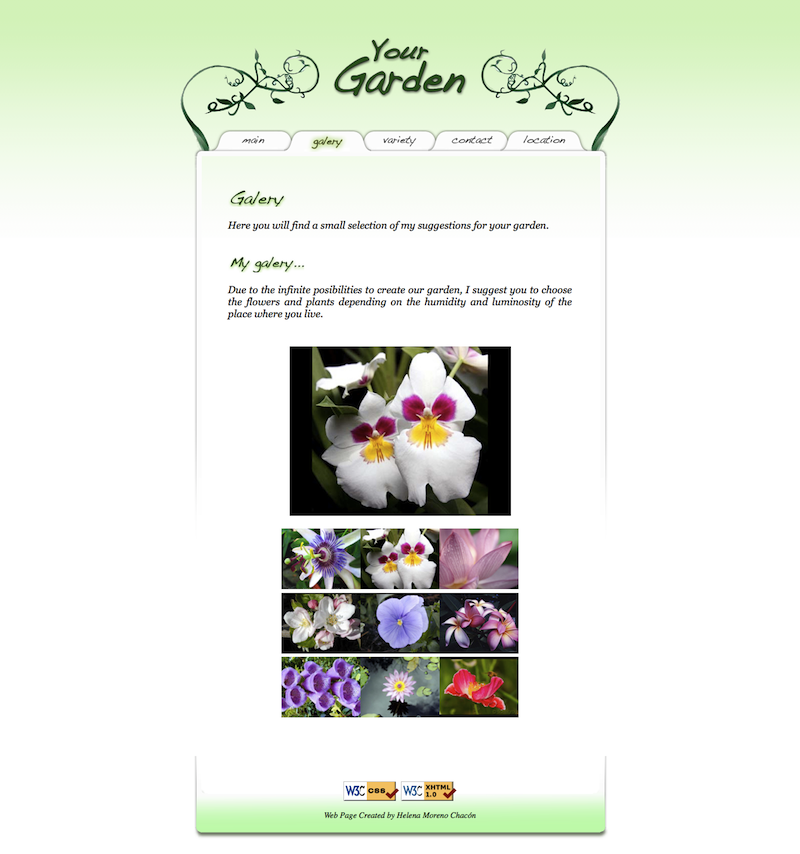 Your
Garden
main galery variety contact location
Galery
Here you will find a small selection of my suggestions for your garden.
My galery...
Due to the infinite posibilities to create our garden, I suggest you to choose
the flowers and plants depending on the humidity and luminosity of the
place where you live.
W3C CSS W3C XHTML 1.0
Web Page Created by Helena Moreno Chacón